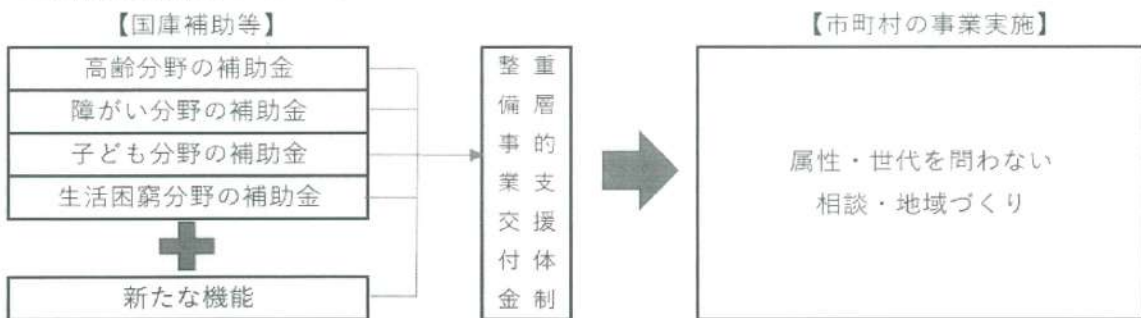 【国庫補助等】
高齢分野の補助金
障がい分野の補助金
子ども分野の補助金
生活困窮分野の補助金
新たな機能
重層的支援体制
整備事業交付金
【市町村の事業実施】
属性・世代を問わない
相談・地域づくり